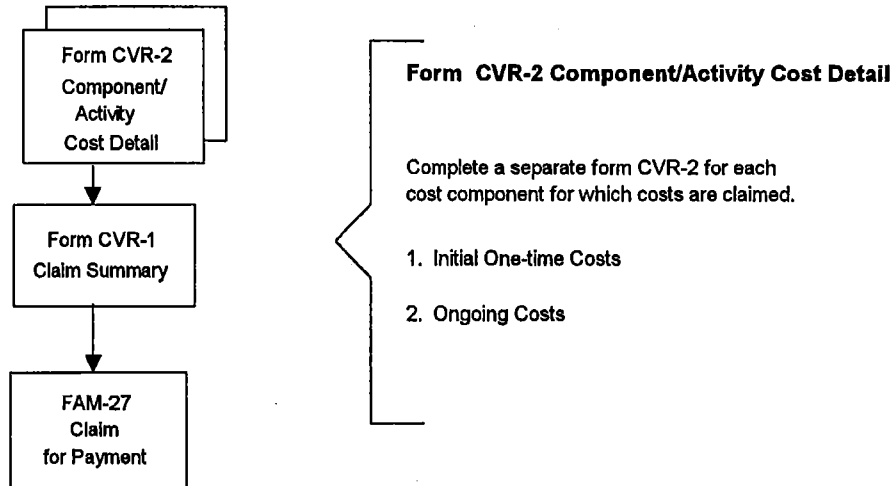 Form CVR-2
Component/
Activity
Cost Detail
Form CVR-1
Claim Summary
FAM-27
Claim
for Payment
Form CVR-2 Component/Activity Cost Detail
Complete a separate form CVR-2 for each
cost component for which costs are claimed.
1. Initial One-time Costs
2. Ongoing Costs